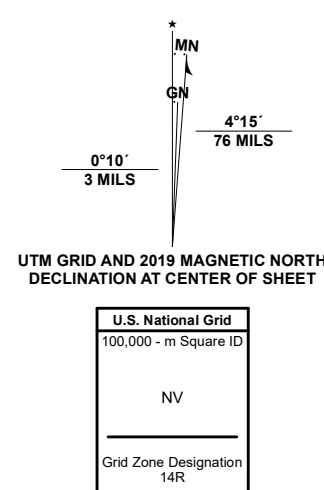 ★
MN
GN
4°15´
76 MILS
0°10´
3 MILS
UTM GRID AND 2019 MAGNETIC NORTH
DECLINATION AT CENTER OF SHEET
U.S. National Grid
100,000 - m Square ID
NV
Grid Zone Designation
14R